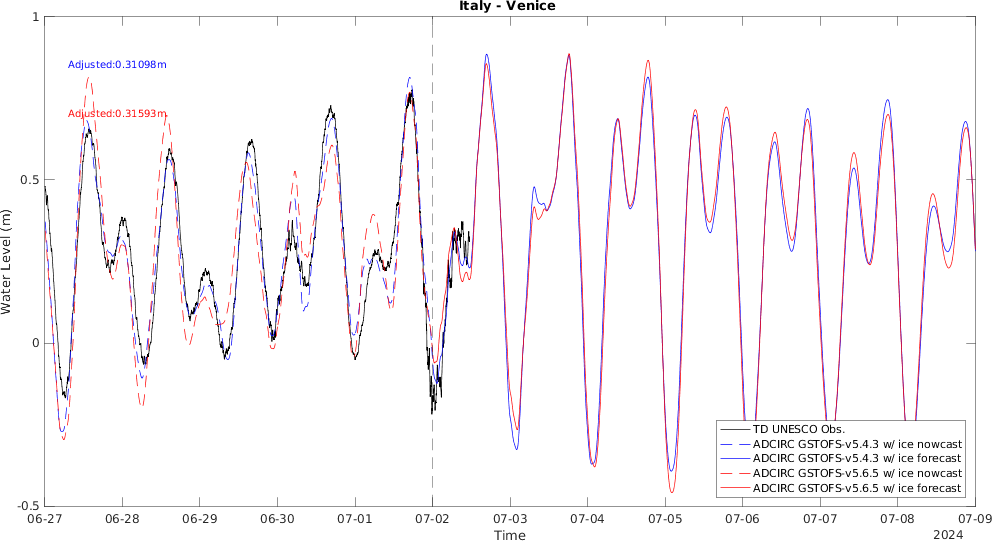 Italy - Venice
Water Level (m)
1
0.5
0
-0.5
Adjusted:0.31098m
Adjusted:0.31593m
TD UNESCO Obs.
ADCIRC GSTOFS-v5.4.3 w/ ice nowcast
ADCIRC GSTOFS-v5.4.3 w/ ice forecast
ADCIRC GSTOFS-v5.6.5 w/ ice nowcast
ADCIRC GSTOFS-v5.6.5 w/ ice forecast
06-27 06-28 06-29 06-30 07-01 07-02 07-03 07-04 07-05 07-06 07-07 07-08 07-09
Time
2024